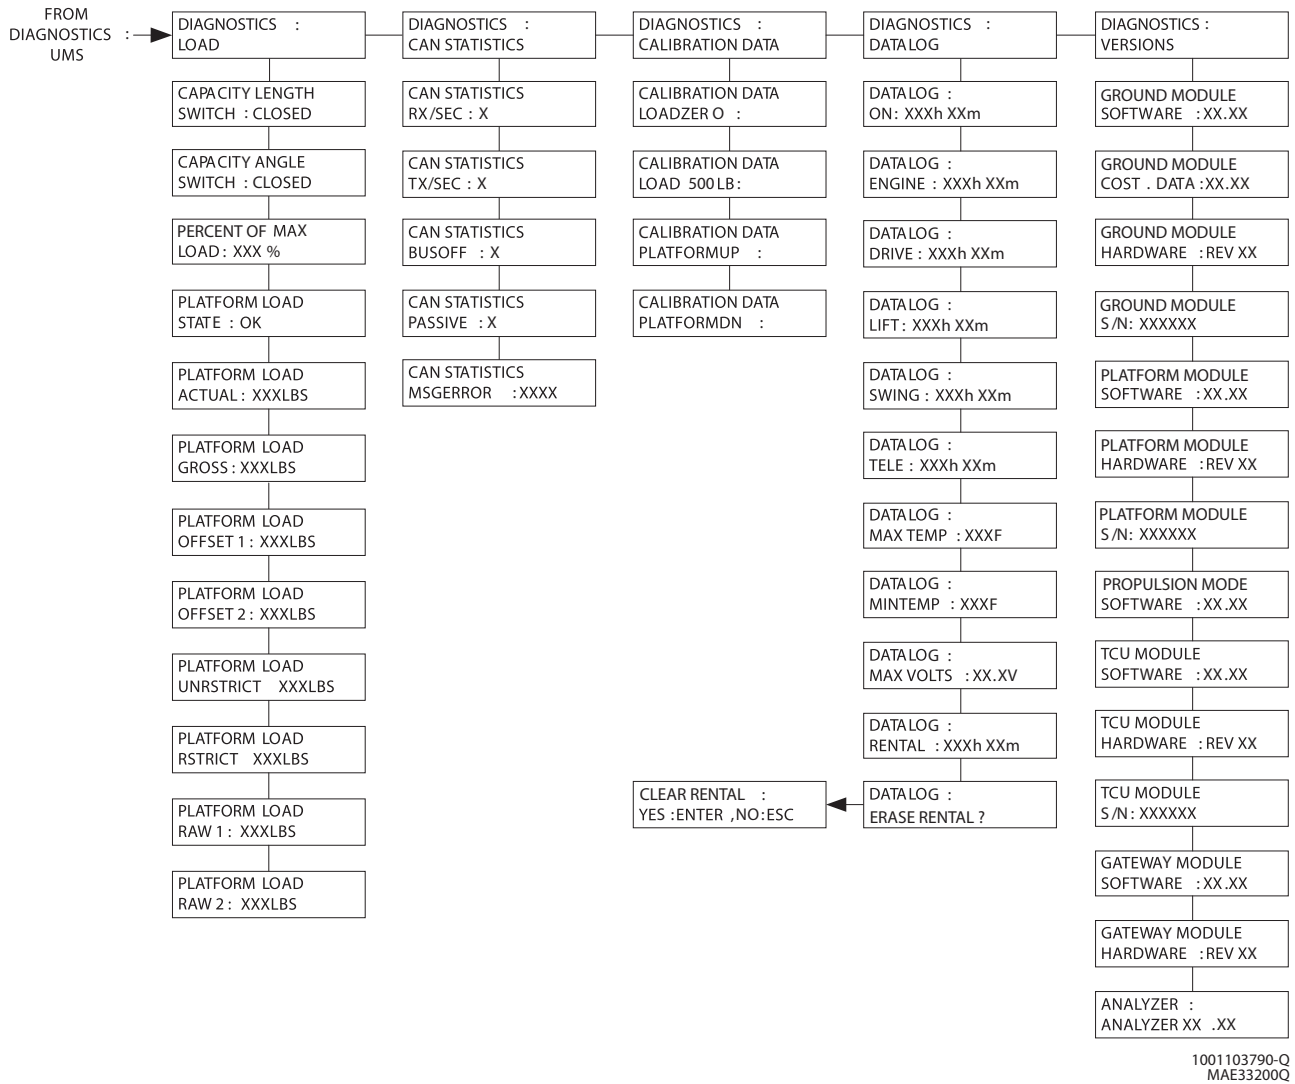 FROM
DIAGNOSTICS :
UMS
DIAGNOSTICS :
LOAD
CAPACITY LENGTH
SWITCH : CLOSED
CAPACITY ANGLE
SWITCH : CLOSED
PERCENT OF MAX
LOAD : XXX %
PLATFORM LOAD
STATE : OK
PLATFORM LOAD
ACTUAL : XXXLBS
PLATFORM LOAD
GROSS : XXXLBS
PLATFORM LOAD
OFFSET 1 : XXXLBS
PLATFORM LOAD
OFFSET 2 : XXXLBS
PLATFORM LOAD
UNRSTRICT XXXLBS
PLATFORM LOAD
RSTRICT XXXLBS
PLATFORM LOAD
RAW 1 : XXXLBS
PLATFORM LOAD
RAW 2 : XXXLBS
DIAGNOSTICS :
CAN STATISTICS
CAN STATISTICS
RX/SEC : X
CAN STATISTICS
TX/SEC : X
CAN STATISTICS
BUSOFF : X
CAN STATISTICS
PASSIVE : X
CAN STATISTICS
MSGERROR : XXXX
DIAGNOSTICS :
CALIBRATION DATA
CALIBRATION DATA
LOADZER O :
CALIBRATION DATA
LOAD 500 LB :
CALIBRATION DATA
PLATFORMUP :
CALIBRATION DATA
PLATFORMDN :
DIAGNOSTICS :
DATALOG
DATALOG :
ON : XXXh XXm
DATALOG :
ENGINE : XXXh XXm
DATALOG :
DRIVE : XXXh XXm
DATALOG :
LIFT : XXXh XXm
DATALOG :
SWING : XXXh XXm
DATALOG :
TELE : XXXh XXm
DATALOG :
MAX TEMP : XXXF
DATALOG :
MINTEMP : XXXF
DATALOG :
MAX VOLTS : XX.XV
DATALOG :
RENTAL : XXXh XXm
DATALOG :
ERASE RENTAL ?
CLEAR RENTAL :
YES : ENTER , NO : ESC
DIAGNOSTICS :
VERSIONS
GROUND MODULE
SOFTWARE : XX.XX
GROUND MODULE
COST . DATA : XX.XX
GROUND MODULE
HARDWARE : REV XX
GROUND MODULE
S/N: XXXXXX
PLATFORM MODULE
SOFTWARE : XX.XX
PLATFORM MODULE
HARDWARE : REV XX
PLATFORM MODULE
S/N: XXXXXX
PROPULSION MODE
SOFTWARE : XX.XX
TCU MODULE
SOFTWARE : XX.XX
TCU MODULE
HARDWARE : REV XX
TCU MODULE
S/N: XXXXXX
GATEWAY MODULE
SOFTWARE : XX.XX
GATEWAY MODULE
HARDWARE : REV XX
ANALYZER :
ANALYZER XX .XX
1001103790-Q
MAE33200Q